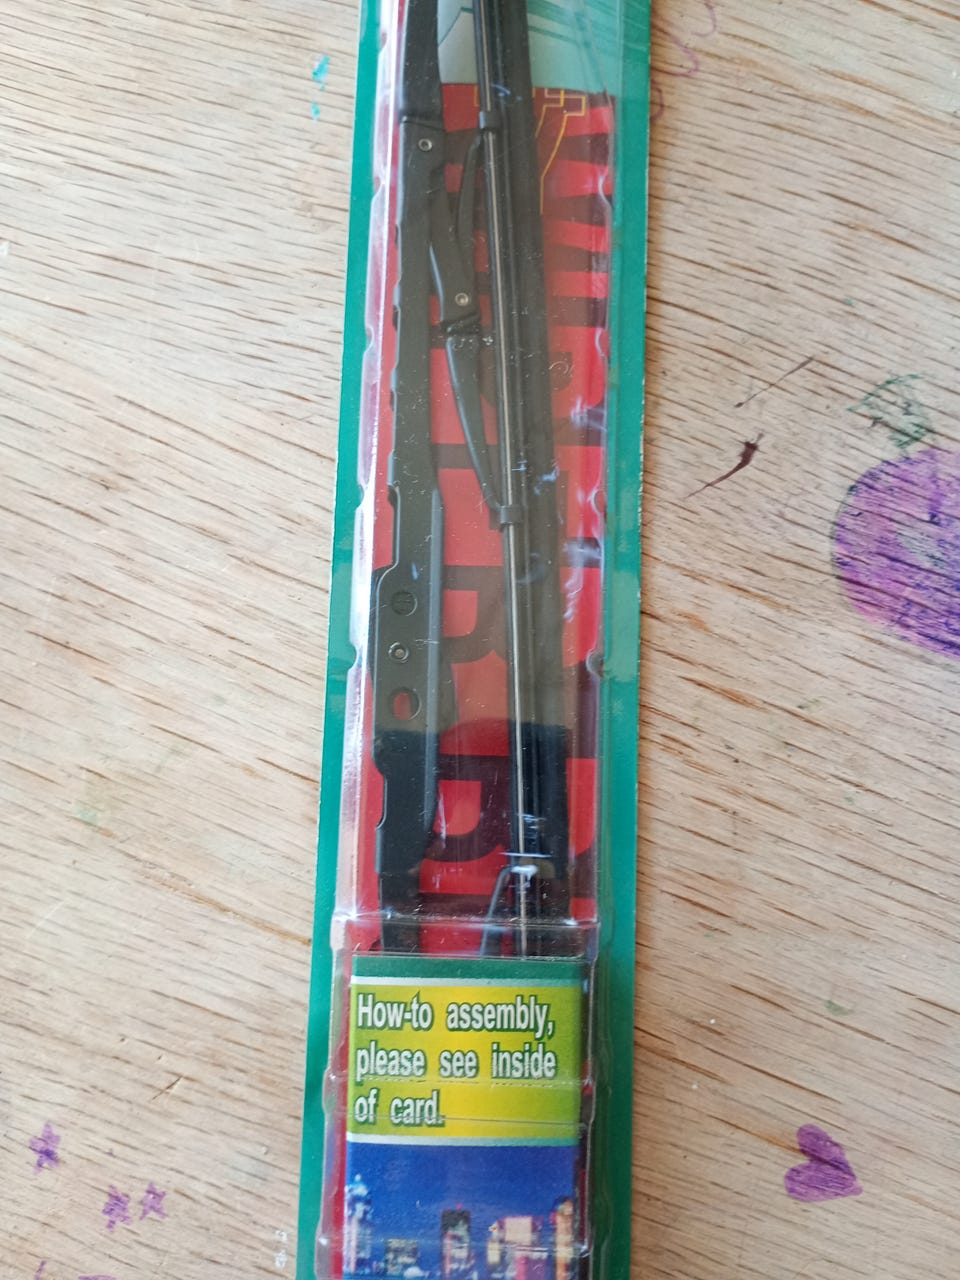 How-to assembly,
please see inside
of card.